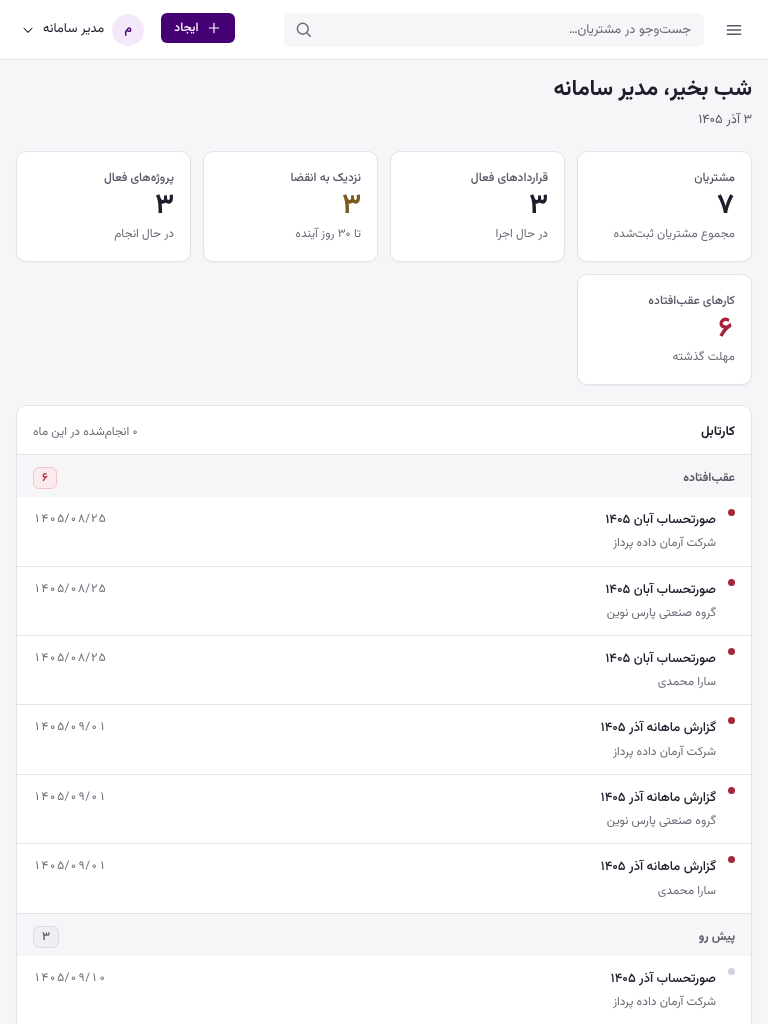 جست‌وجو در مشتریان…
ایجاد
م
مدیر سامانه
شب بخیر، مدیر سامانه
۳ آذر ۱۴۰۵
مشتریان
۷
مجموع مشتریان ثبت‌شده
قراردادهای فعال
۳
در حال اجرا
نزدیک به انقضا
۳
تا ۳۰ روز آینده
پروژه‌های فعال
۳
در حال انجام
کارهای عقب‌افتاده
۶
مهلت گذشته
کارتابل
۰ انجام‌شده در این ماه
عقب‌افتاده
۶
صورتحساب آبان ۱۴۰۵
۱۴۰۵/۰۸/۲۵
شرکت آرمان داده پرداز
صورتحساب آبان ۱۴۰۵
۱۴۰۵/۰۸/۲۵
گروه صنعتی پارس نوین
صورتحساب آبان ۱۴۰۵
۱۴۰۵/۰۸/۲۵
سارا محمدی
گزارش ماهانه آذر ۱۴۰۵
۱۴۰۵/۰۹/۰۱
شرکت آرمان داده پرداز
گزارش ماهانه آذر ۱۴۰۵
۱۴۰۵/۰۹/۰۱
گروه صنعتی پارس نوین
گزارش ماهانه آذر ۱۴۰۵
۱۴۰۵/۰۹/۰۱
سارا محمدی
پیش رو
۳
صورتحساب آذر ۱۴۰۵
۱۴۰۵/۰۹/۱۰
شرکت آرمان داده پرداز